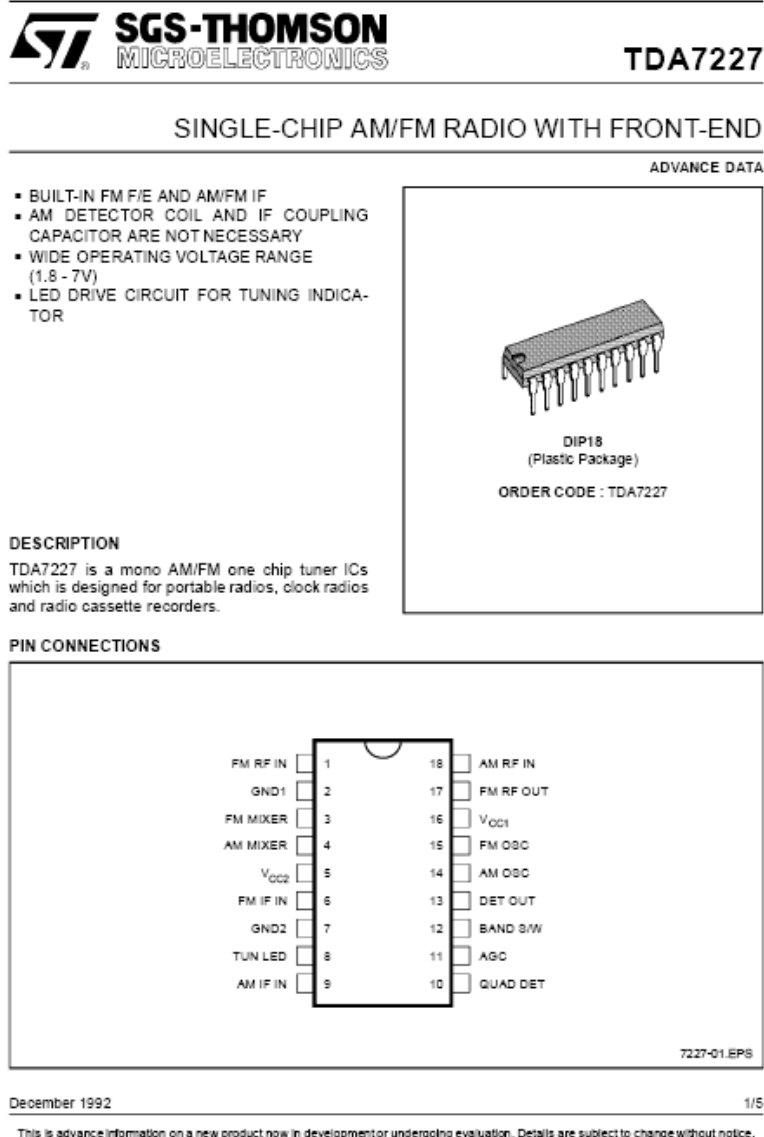 SGS-THOMSON
MICROELECTRONICS
TDA7227
SINGLE-CHIP AM/FM RADIO WITH FRONT-END
ADVANCE DATA
▪ BUILT-IN FM F/E AND AM/FM IF
▪ AM DETECTOR COIL AND IF COUPLING
CAPACITOR ARE NOT NECESSARY
▪ WIDE OPERATING VOLTAGE RANGE
(1.8 - 7V)
▪ LED DRIVE CIRCUIT FOR TUNING INDICA-
TOR
DIP18
(Plastic Package)
ORDER CODE : TDA7227
DESCRIPTION
TDA7227 is a mono AM/FM one chip tuner ICs
which is designed for portable radios, clock radios
and radio cassette recorders.
PIN CONNECTIONS
FM RF IN 1 18 AM RF IN
GND1 2 17 FM RF OUT
FM MIXER 3 16 VCC1
AM MIXER 4 15 FM OSC
VCC2 5 14 AM OSC
FM IF IN 6 13 DET OUT
GND2 7 12 BAND S/W
TUN LED 8 11 AGC
AM IF IN 9 10 QUAD DET
7227-01.EPS
December 1992 1/5
This is advance information on a new product now in development or undergoing evaluation. Details are subject to change without notice.